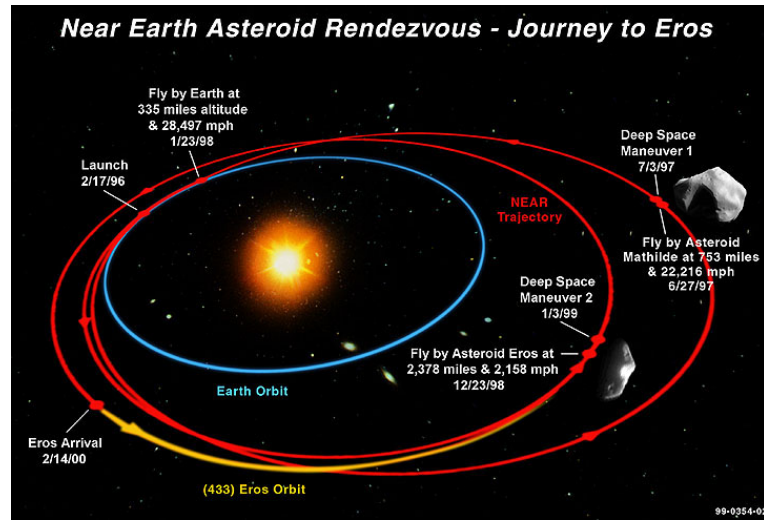 Near Earth Asteroid Rendezvous - Journey to Eros
Fly by Earth at
335 miles altitude
& 28,497 mph
1/23/98
Launch
2/17/96
Deep Space
Maneuver 1
7/3/97
NEAR
Trajectory
Fly by Asteroid
Mathilde at 753 miles
& 22,216 mph
6/27/97
Deep Space
Maneuver 2
1/3/99
Fly by Asteroid Eros at
2,378 miles & 2,158 mph
12/23/98
Earth Orbit
Eros Arrival
2/14/00
(433) Eros Orbit